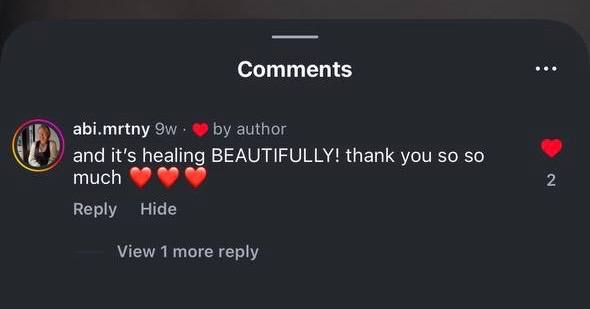 Comments
abi.mrtny 9w · ❤️ by author
and it's healing BEAUTIFULLY! thank you so so
much ❤️❤️❤️
2
Reply Hide
View 1 more reply